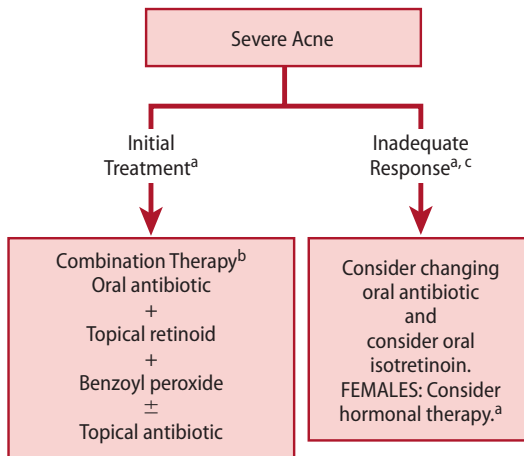 Severe Acne
Initial
Treatmentᵃ
Inadequate
Responseᵃ, ᶜ
Combination Therapyᵇ
Oral antibiotic
+
Topical retinoid
+
Benzoyl peroxide
±
Topical antibiotic
Consider changing
oral antibiotic
and
consider oral
isotretinoin.
FEMALES: Consider
hormonal therapy.ᵃ